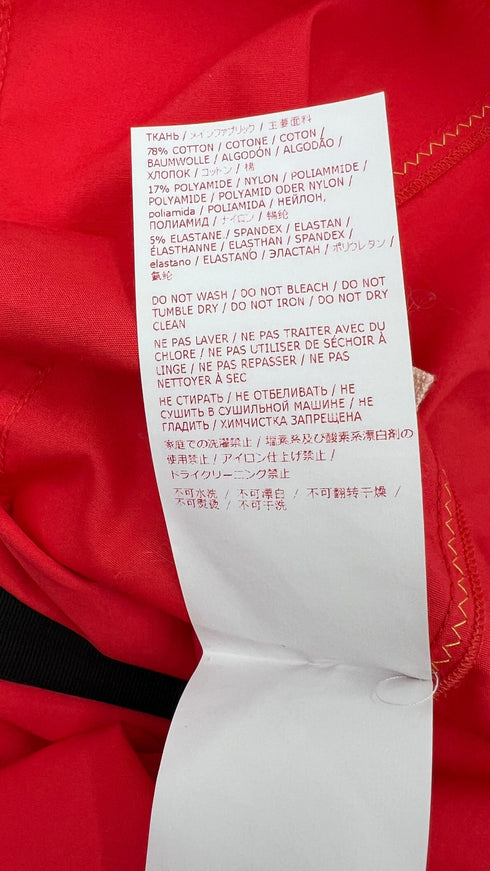 ТКАНЬ / メインファブリック / 主要面料
78% COTTON / COTONE / COTON /
BAUMWOLLE / ALGODÓN / ALGODÃO /
ХЛОПОК / コットン / 棉
17% POLYAMIDE / NYLON / POLIAMMIDE /
POLYAMIDE / POLYAMID ODER NYLON /
poliamida / POLIAMIDA / НЕЙЛОН,
ПОЛИАМИД / ナイロン / 锦纶
5% ELASTANE / SPANDEX / ELASTAN /
ÉLASTHANNE / ELASTHAN / SPANDEX /
elastano / ELASTANO / ЭЛАСТАН / ポリウレタン /
氨纶
DO NOT WASH / DO NOT BLEACH / DO NOT
TUMBLE DRY / DO NOT IRON / DO NOT DRY
CLEAN
NE PAS LAVER / NE PAS TRAITER AVEC DU
CHLORE / NE PAS UTILISER DE SÉCHOIR À
LINGE / NE PAS REPASSER / NE PAS
NETTOYER À SEC
НЕ СТИРАТЬ / НЕ ОТБЕЛИВАТЬ / НЕ
СУШИТЬ В СУШИЛЬНОЙ МАШИНЕ / НЕ
ГЛАДИТЬ / ХИМЧИСТКА ЗАПРЕЩЕНА
家庭での洗濯禁止 / 塩素系及び酸素系漂白剤の
使用禁止 / アイロン仕上げ禁止 /
ドライクリーニング禁止
不可水洗 / 不可漂白 / 不可翻转干燥 /
不可熨烫 / 不可干洗